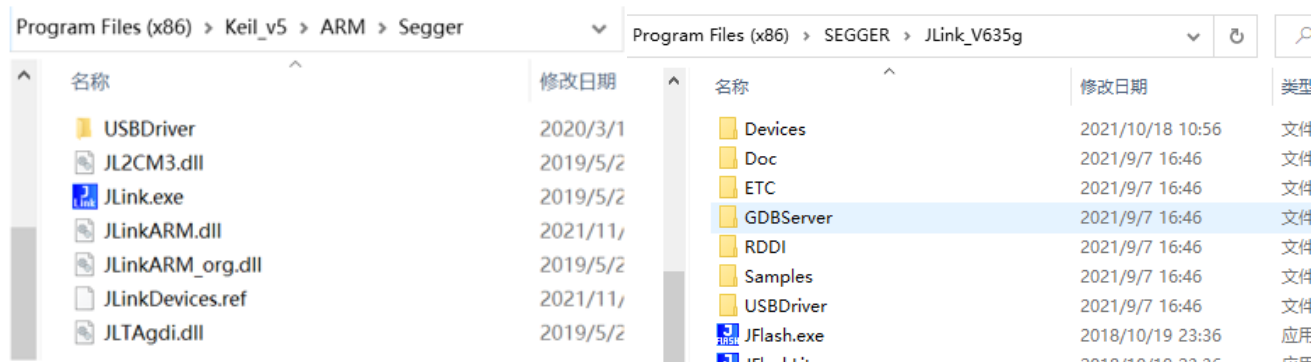 Program Files (x86) > Keil_v5 > ARM > Segger
名称 修改日期
USBDriver 2020/3/1
JL2CM3.dll 2019/5/2
JLink.exe 2019/5/2
JLinkARM.dll 2021/11/
JLinkARM_org.dll 2019/5/2
JLinkDevices.ref 2021/11/
JLTAgdi.dll 2019/5/2
Program Files (x86) > SEGGER > JLink_V635g
名称 修改日期 类型
Devices 2021/10/18 10:56 文件
Doc 2021/9/7 16:46 文件
ETC 2021/9/7 16:46 文件
GDBServer 2021/9/7 16:46 文件
RDDI 2021/9/7 16:46 文件
Samples 2021/9/7 16:46 文件
USBDriver 2021/9/7 16:46 文件
JFlash.exe 2018/10/19 23:36 应用